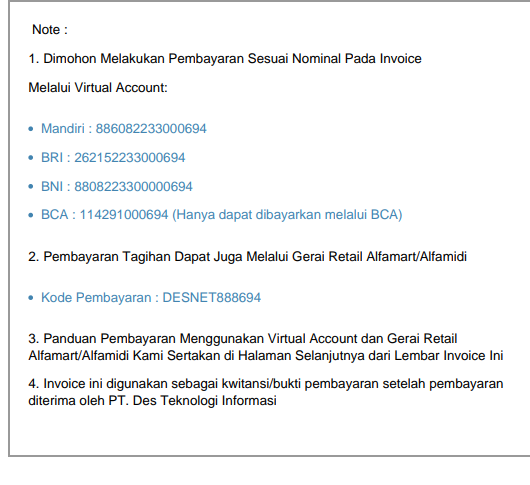 Note :
1. Dimohon Melakukan Pembayaran Sesuai Nominal Pada Invoice
Melalui Virtual Account:
• Mandiri : 886082233000694
• BRI : 262152233000694
• BNI : 8808223300000694
• BCA : 114291000694 (Hanya dapat dibayarkan melalui BCA)
2. Pembayaran Tagihan Dapat Juga Melalui Gerai Retail Alfamart/Alfamidi
• Kode Pembayaran : DESNET888694
3. Panduan Pembayaran Menggunakan Virtual Account dan Gerai Retail
Alfamart/Alfamidi Kami Sertakan di Halaman Selanjutnya dari Lembar Invoice Ini
4. Invoice ini digunakan sebagai kwitansi/bukti pembayaran setelah pembayaran
diterima oleh PT. Des Teknologi Informasi